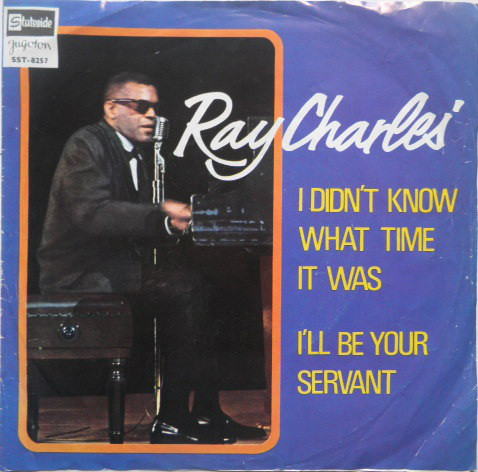 Stateside
Jugoton
SST-8257
Ray Charles
I DIDN'T KNOW
WHAT TIME
IT WAS
I'LL BE YOUR
SERVANT